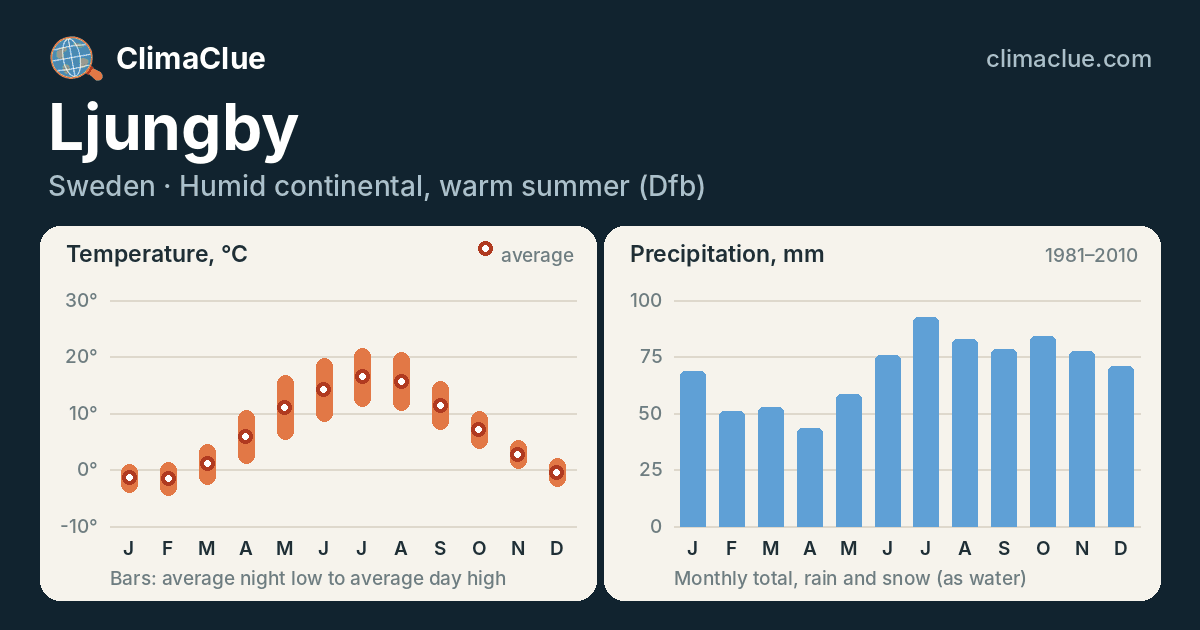 ClimaClue
climaclue.com
Ljungby
Sweden · Humid continental, warm summer (Dfb)
Temperature, °C
average
30°
20°
10°
0°
-10°
J F M A M J J A S O N D
Bars: average night low to average day high
Precipitation, mm
1981–2010
100
75
50
25
0
J F M A M J J A S O N D
Monthly total, rain and snow (as water)